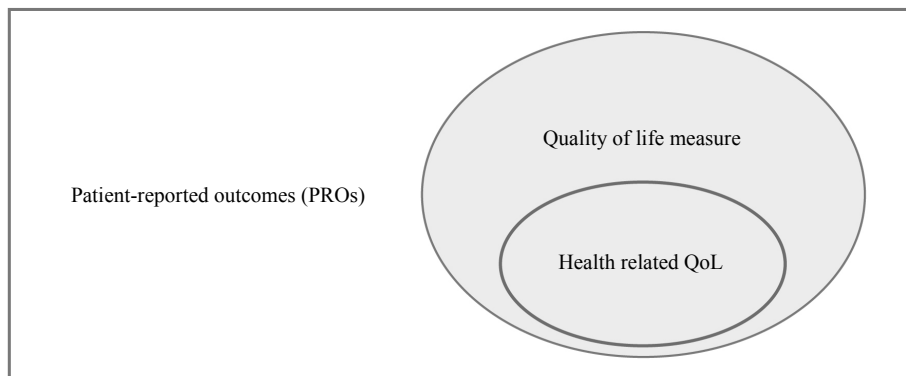 Quality of life measure
Patient-reported outcomes (PROs)
Health related QoL